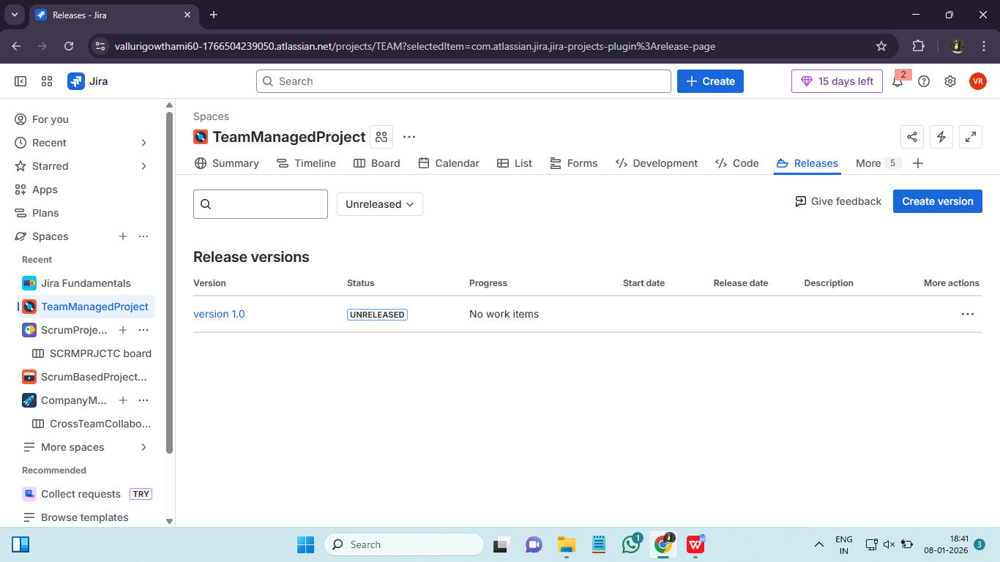 Releases - Jira
vallurigowthami60-1766504239050.atlassian.net/projects/TEAM?selectedItem=com.atlassian.jira.jira-projects-plugin%3Arelease-page
Jira
Search
Create
15 days left
2
VR
For you
Recent
Starred
Apps
Plans
Spaces
Recent
Jira Fundamentals
TeamManagedProject
ScrumProje...
SCRMPRJCTC board
ScrumBasedProject...
CompanyM...
CrossTeamCollabo...
More spaces
Recommended
Collect requests TRY
Browse templates
Spaces
TeamManagedProject
Summary Timeline Board Calendar List Forms Development Code Releases More 5
Unreleased
Give feedback
Create version
Release versions
Version Status Progress Start date Release date Description More actions
version 1.0 UNRELEASED No work items
Search
1
ENG
IN
18:41
08-01-2026
3